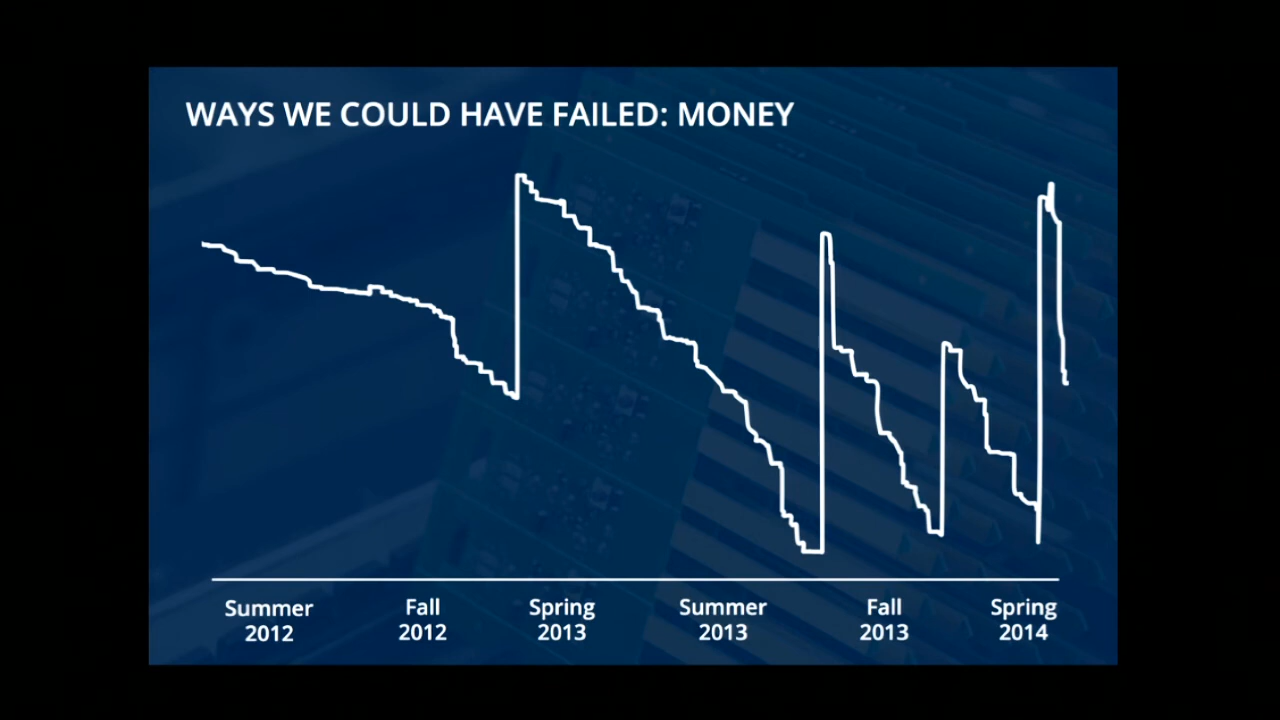 WAYS WE COULD HAVE FAILED: MONEY
Summer Fall Spring Summer Fall Spring
2012 2012 2013 2013 2013 2014